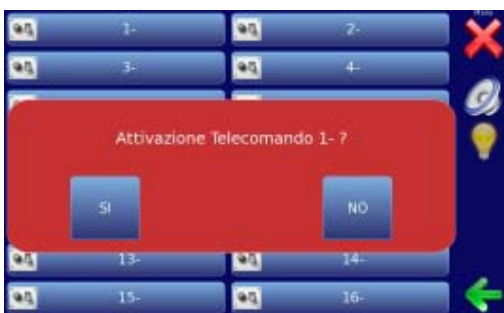 1- 2-
3- 4-
Attivazione Telecomando 1- ?
SI NO
13- 14-
15- 16-